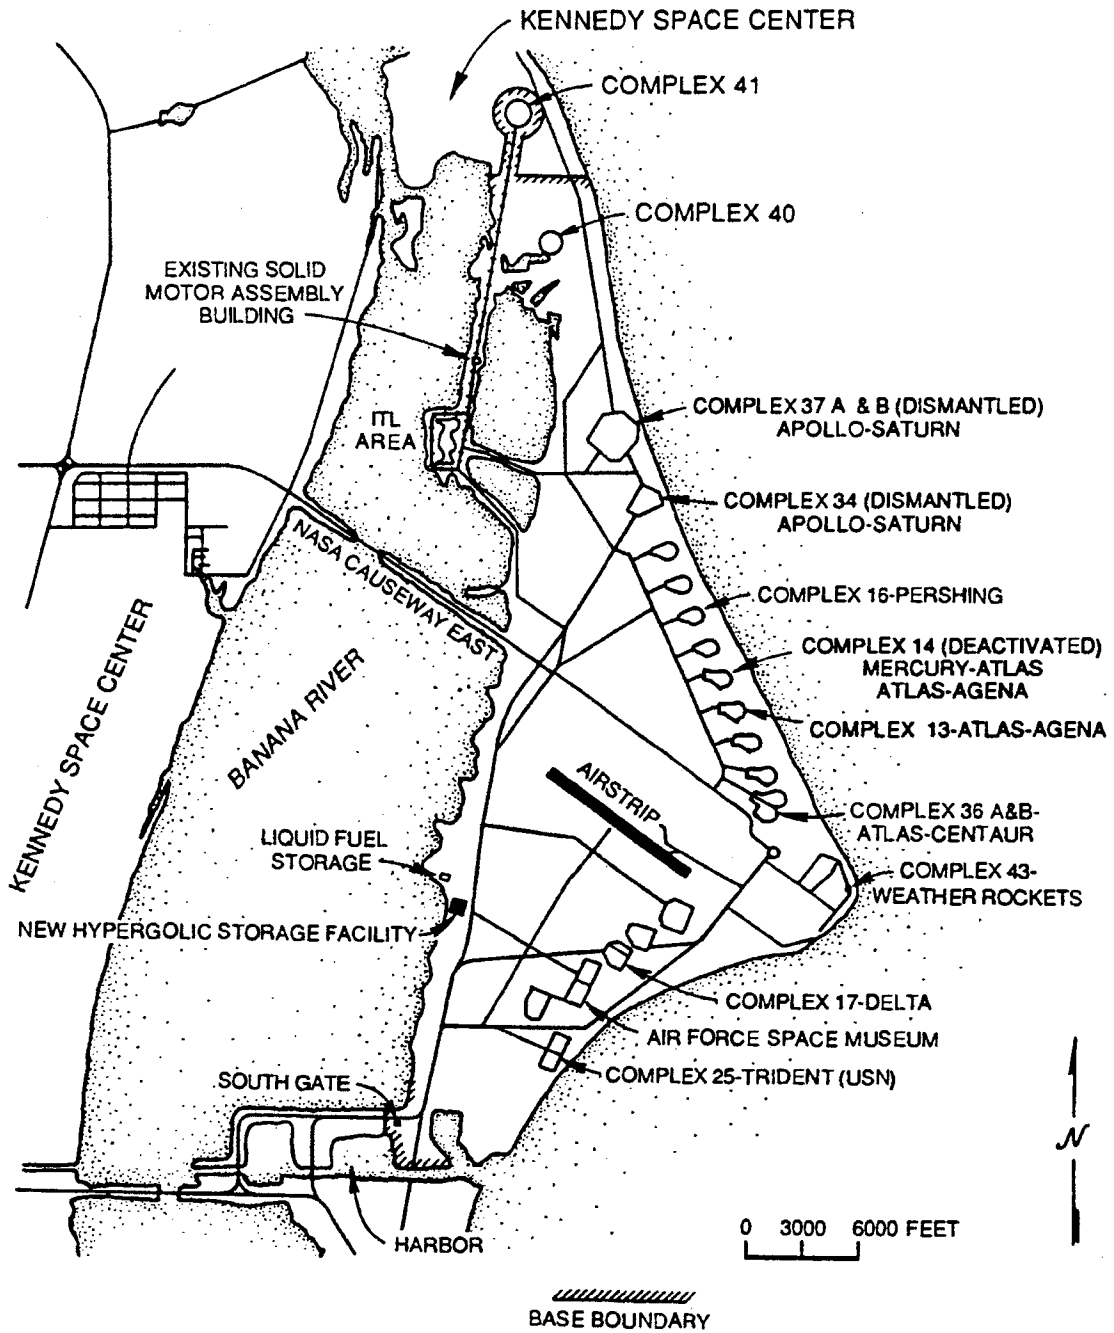 KENNEDY SPACE CENTER
COMPLEX 41
COMPLEX 40
EXISTING SOLID
MOTOR ASSEMBLY
BUILDING
ITL
AREA
COMPLEX 37 A & B (DISMANTLED)
APOLLO-SATURN
COMPLEX 34 (DISMANTLED)
APOLLO-SATURN
NASA CAUSEWAY EAST
COMPLEX 16-PERSHING
COMPLEX 14 (DEACTIVATED)
MERCURY-ATLAS
ATLAS-AGENA
COMPLEX 13-ATLAS-AGENA
KENNEDY SPACE CENTER
BANANA RIVER
AIRSTRIP
COMPLEX 36 A&B-
ATLAS-CENTAUR
LIQUID FUEL
STORAGE
COMPLEX 43-
WEATHER ROCKETS
NEW HYPERGOLIC STORAGE FACILITY
COMPLEX 17-DELTA
AIR FORCE SPACE MUSEUM
COMPLEX 25-TRIDENT (USN)
SOUTH GATE
N
HARBOR
0 3000 6000 FEET
BASE BOUNDARY